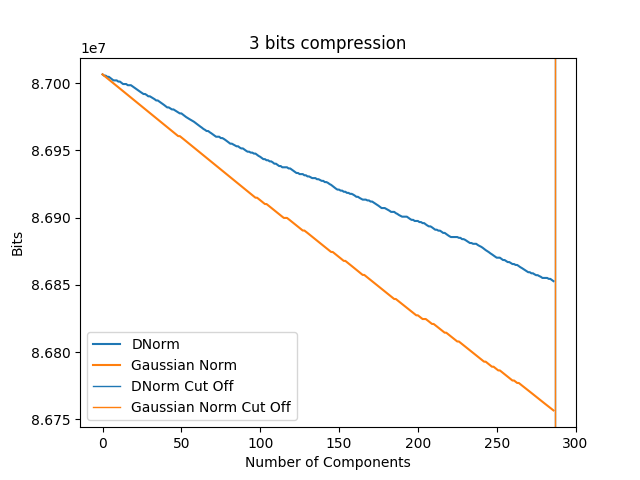 3 bits compression
1e7
8.700
8.695
8.690
8.685
8.680
8.675
Bits
DNorm
Gaussian Norm
DNorm Cut Off
Gaussian Norm Cut Off
0 50 100 150 200 250 300
Number of Components